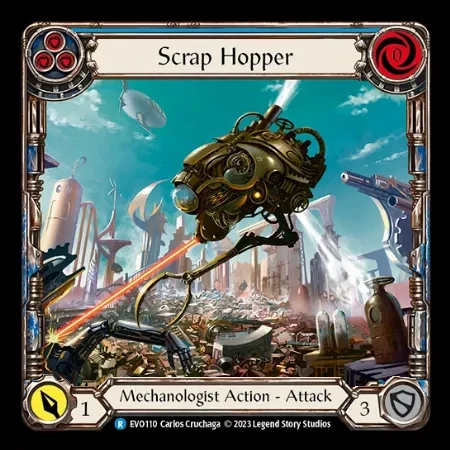 Scrap Hopper
0
Mechanologist Action - Attack
1
3
R EVO110 Carlos Cruchaga © 2023 Legend Story Studios